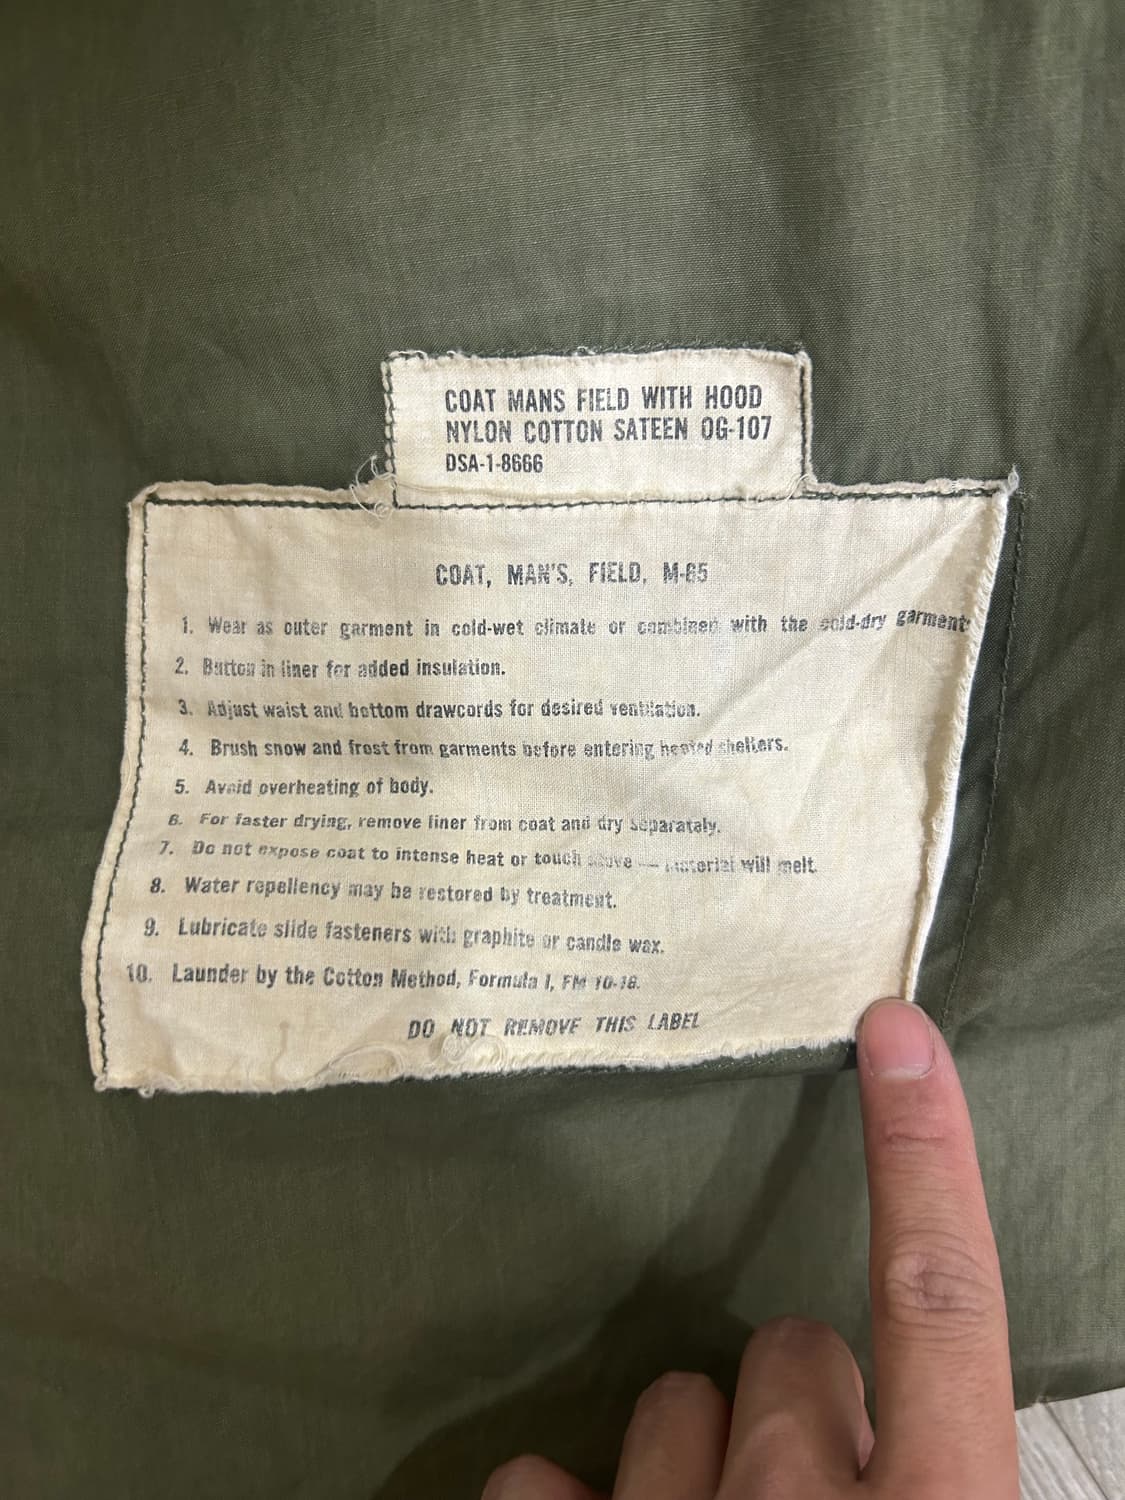 COAT MANS FIELD WITH HOOD
NYLON COTTON SATEEN OG-107
DSA-1-8666
COAT, MAN'S, FIELD, M-65
1. Wear as outer garment in cold-wet climate or combined with the cold-dry garment
2. Button in liner for added insulation.
3. Adjust waist and bottom drawcords for desired ventilation.
4. Brush snow and frost from garments before entering heated shelters.
5. Avoid overheating of body.
6. For faster drying, remove liner from coat and dry separately.
7. Do not expose coat to intense heat or touch stove — material will melt.
8. Water repellency may be restored by treatment.
9. Lubricate slide fasteners with graphite or candle wax.
10. Launder by the Cotton Method, Formula I, FM 10-16.
DO NOT REMOVE THIS LABEL